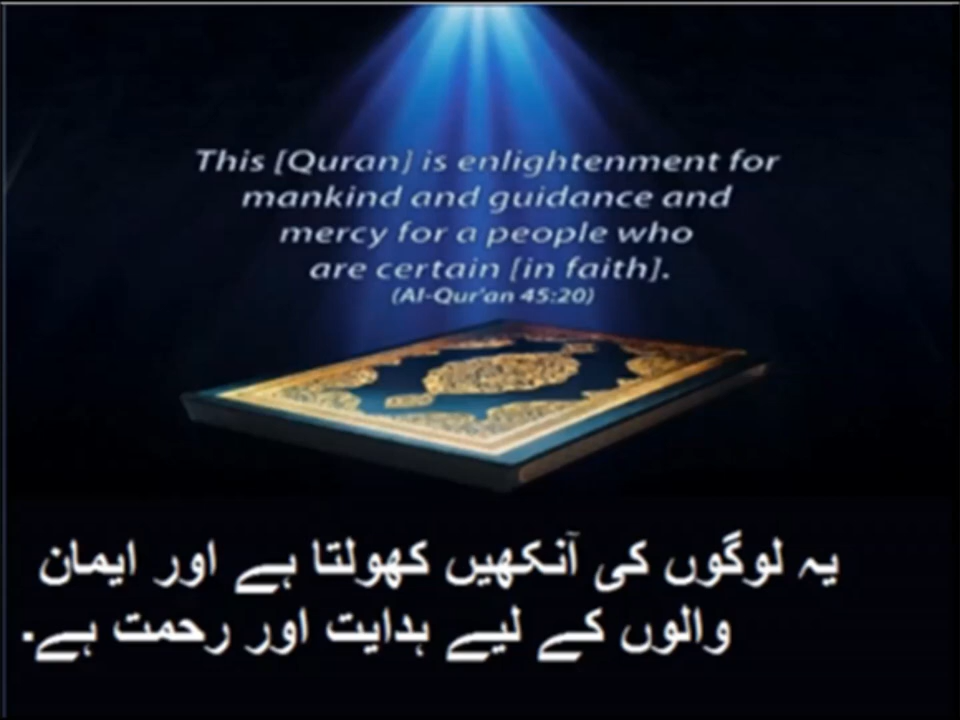 This [Quran] is enlightenment for
mankind and guidance and
mercy for a people who
are certain [in faith].
(Al-Qur'an 45:20)
یہ لوگوں کی آنکھیں کھولتا ہے اور ایمان
والوں کے لیے ہدایت اور رحمت ہے۔